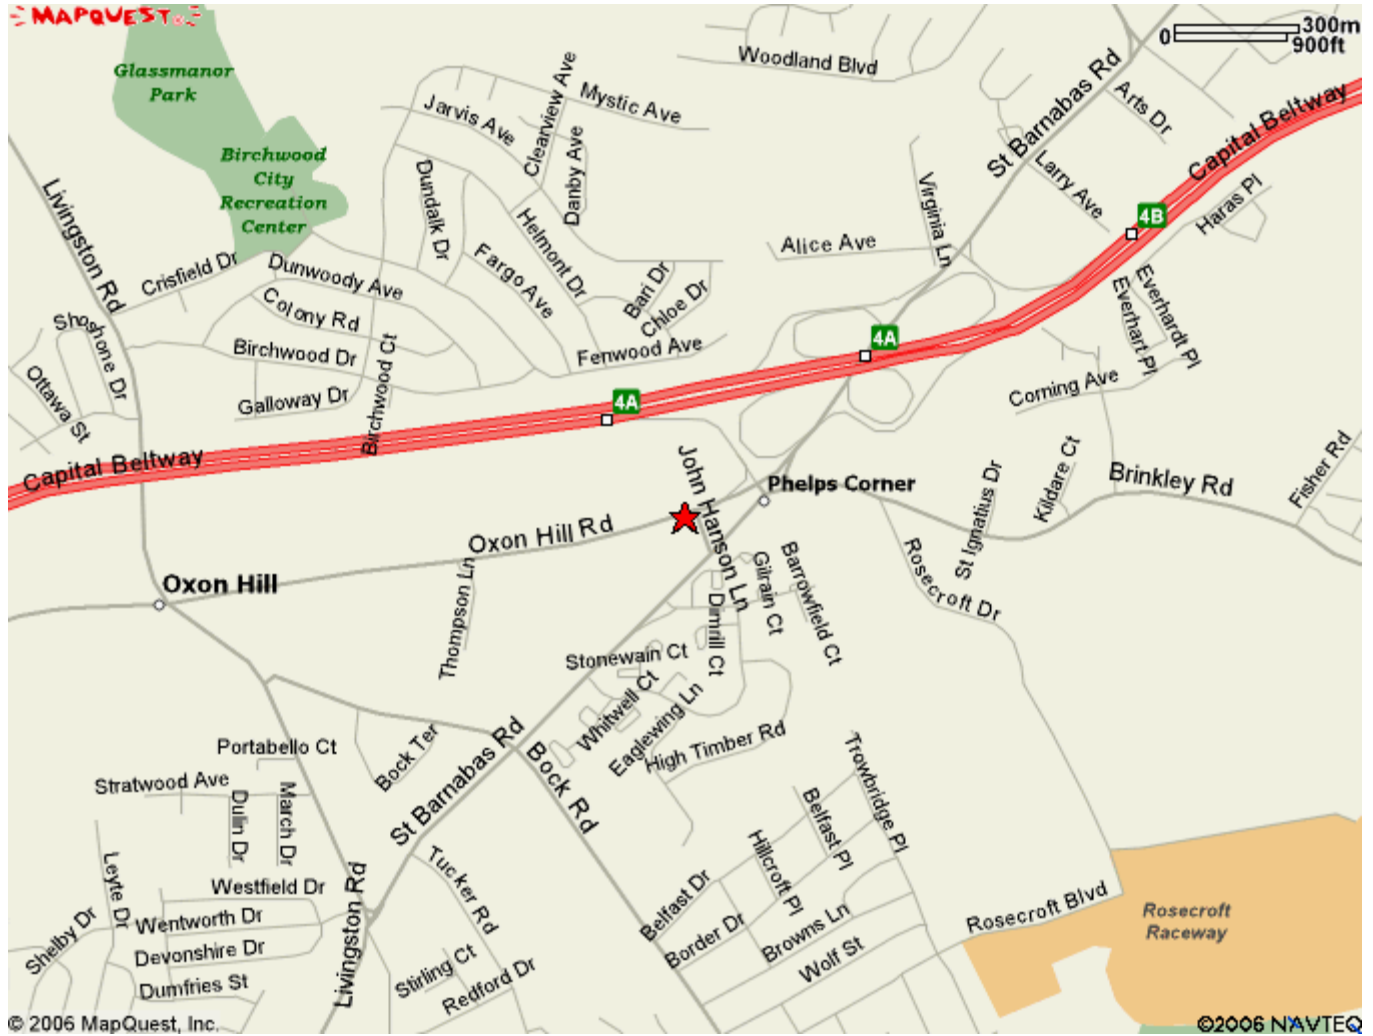 MAPQUEST
0 300m
900ft
Glassmanor
Park
Woodland Blvd
St Barnabas Rd
Arts Dr
Capital Beltway
Jarvis Ave
Clearview Ave
Mystic Ave
Danby Ave
Birchwood
City
Recreation
Center
Larry Ave
Livingston Rd
Dundalk Dr
Helmont Dr
Virginia Ln
Haras Pl
4B
Alice Ave
Crisfield Dr
Dunwoody Ave
Fargo Ave
Bari Dr
Chloe Dr
Everhardt Pl
Everhart Pl
Colony Rd
Shoshone Dr
Birchwood Dr
Birchwood Ct
Fenwood Ave
4A
Ottawa St
Galloway Dr
4A
Corning Ave
Capital Beltway
John Hanson Ln
Phelps Corner
St Ignatius Dr
Kildare Ct
Brinkley Rd
Fisher Rd
Oxon Hill Rd
Oxon Hill
Thompson Ln
Gilrain Ct
Barrowfield Ct
Dimrill Ct
Rosecroft Dr
Stonewain Ct
Whitwell Ct
Eaglewing Ln
High Timber Rd
Portabello Ct
Bock Ter
St Barnabas Rd
Bock Rd
Trowbridge Pl
Stratwood Ave
Dulin Dr
March Dr
Belfast Pl
Hillcroft Pl
Leyte Dr
Westfield Dr
Livingston Rd
Tucker Rd
Belfast Dr
Shelby Dr
Wentworth Dr
Border Dr
Browns Ln
Rosecroft Blvd
Rosecroft
Raceway
Devonshire Dr
Wolf St
Dumfries St
Stirling Ct
Redford Dr
© 2006 MapQuest, Inc.
©2006 NAVTEQ